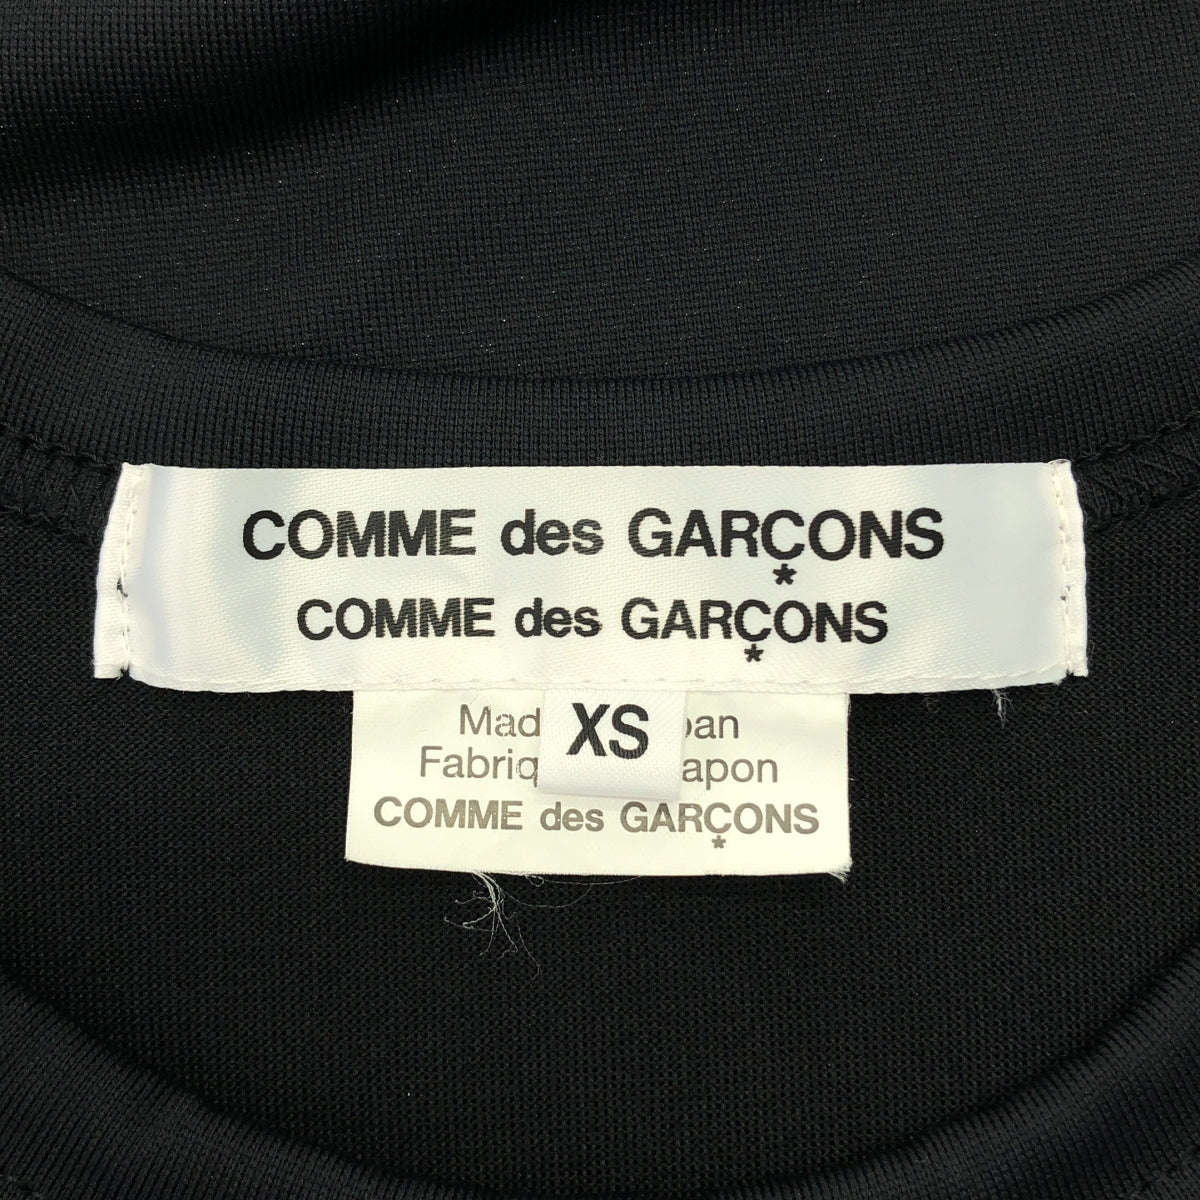 COMME des GARÇONS
*
COMME des GARÇONS
*
XS
Mad pan
Fabriq apon
COMME des GARÇONS
*